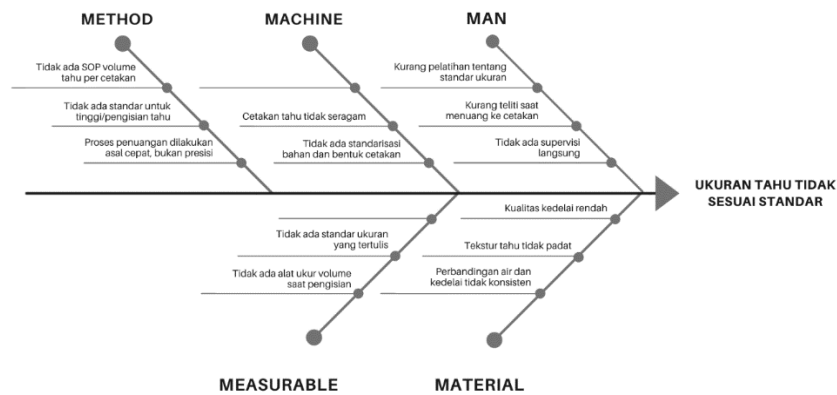 METHOD
MACHINE
MAN
Tidak ada SOP volume
tahu per cetakan
Tidak ada standar untuk
tinggi/pengisian tahu
Proses penuangan dilakukan
asal cepat, bukan presisi
Cetakan tahu tidak seragam
Tidak ada standarisasi
bahan dan bentuk cetakan
Kurang pelatihan tentang
standar ukuran
Kurang teliti saat
menuang ke cetakan
Tidak ada supervisi
langsung
UKURAN TAHU TIDAK
SESUAI STANDAR
Tidak ada standar ukuran
yang tertulis
Tidak ada alat ukur volume
saat pengisian
Kualitas kedelai rendah
Tekstur tahu tidak padat
Perbandingan air dan
kedelai tidak konsisten
MEASURABLE
MATERIAL